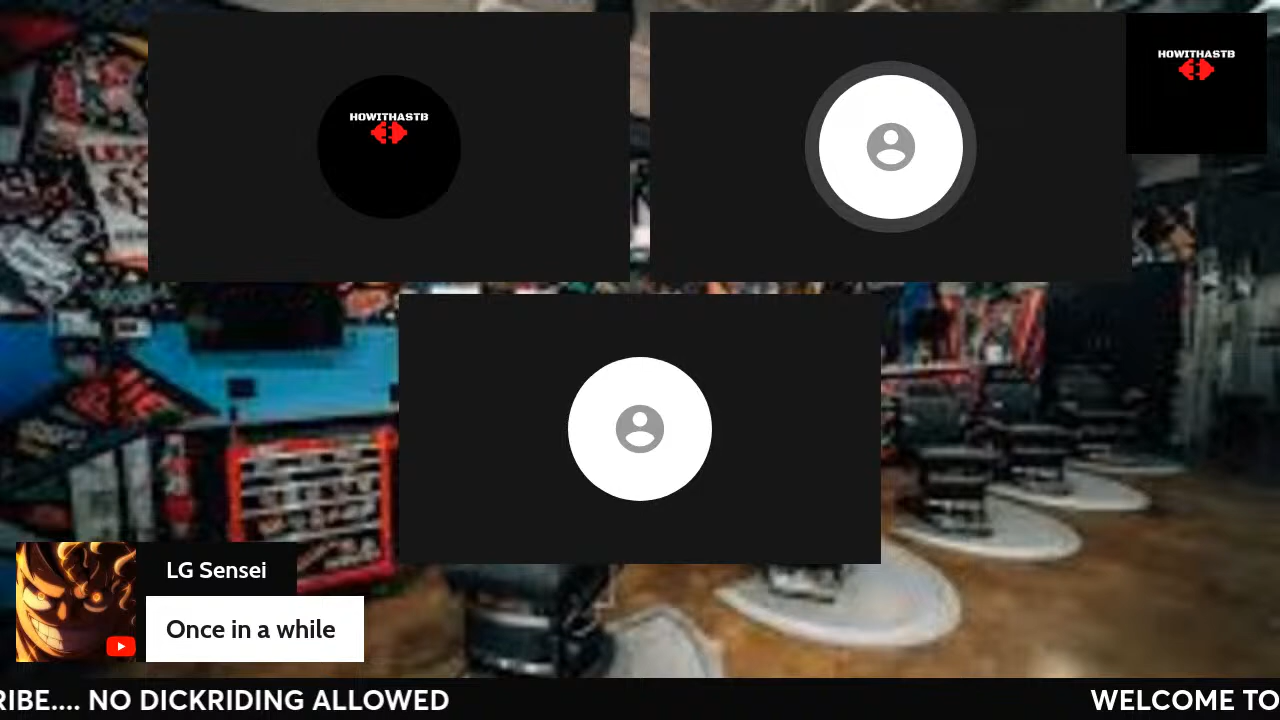 HOWITHASTB
HOWITHASTB
LG Sensei
Once in a while
RIBE.... NO DICKRIDING ALLOWED
WELCOME TO